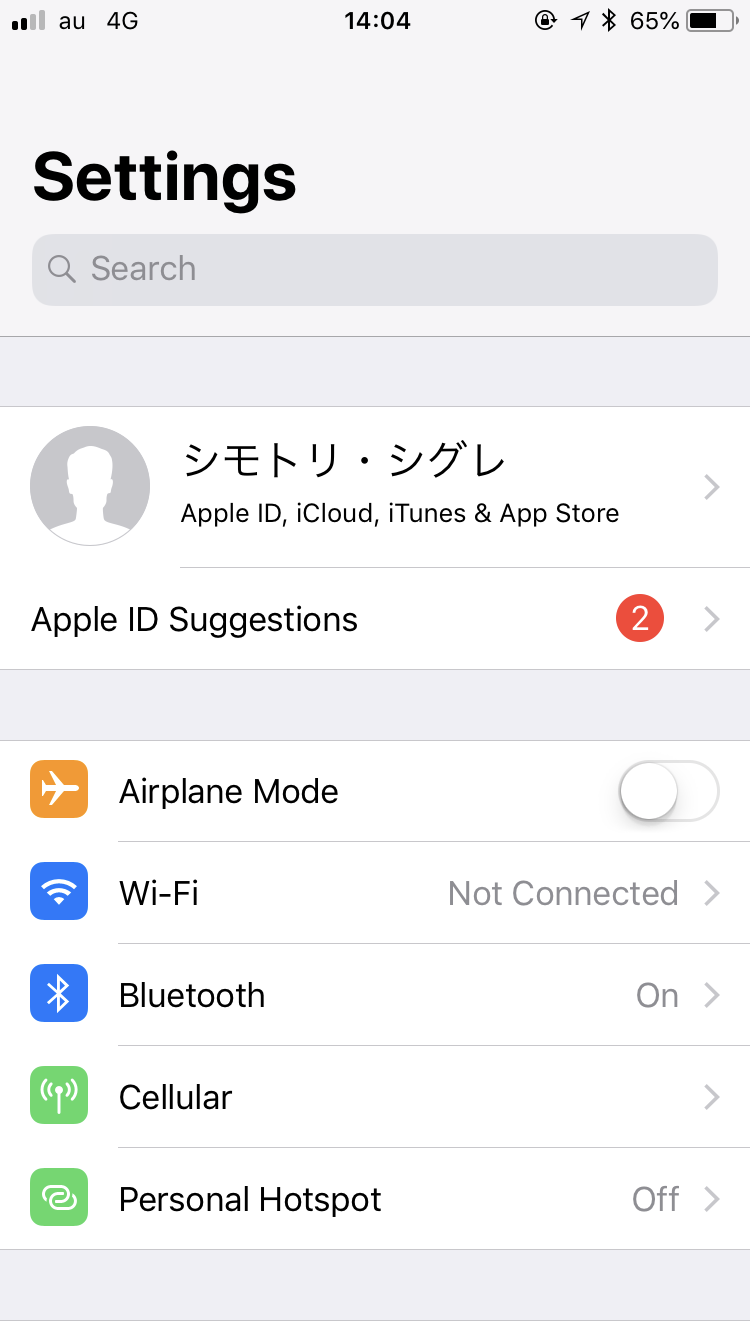 au 4G 14:04 65%
Settings
Search
シモトリ・シグレ
Apple ID, iCloud, iTunes & App Store
Apple ID Suggestions 2
Airplane Mode
Wi-Fi Not Connected
Bluetooth On
Cellular
Personal Hotspot Off